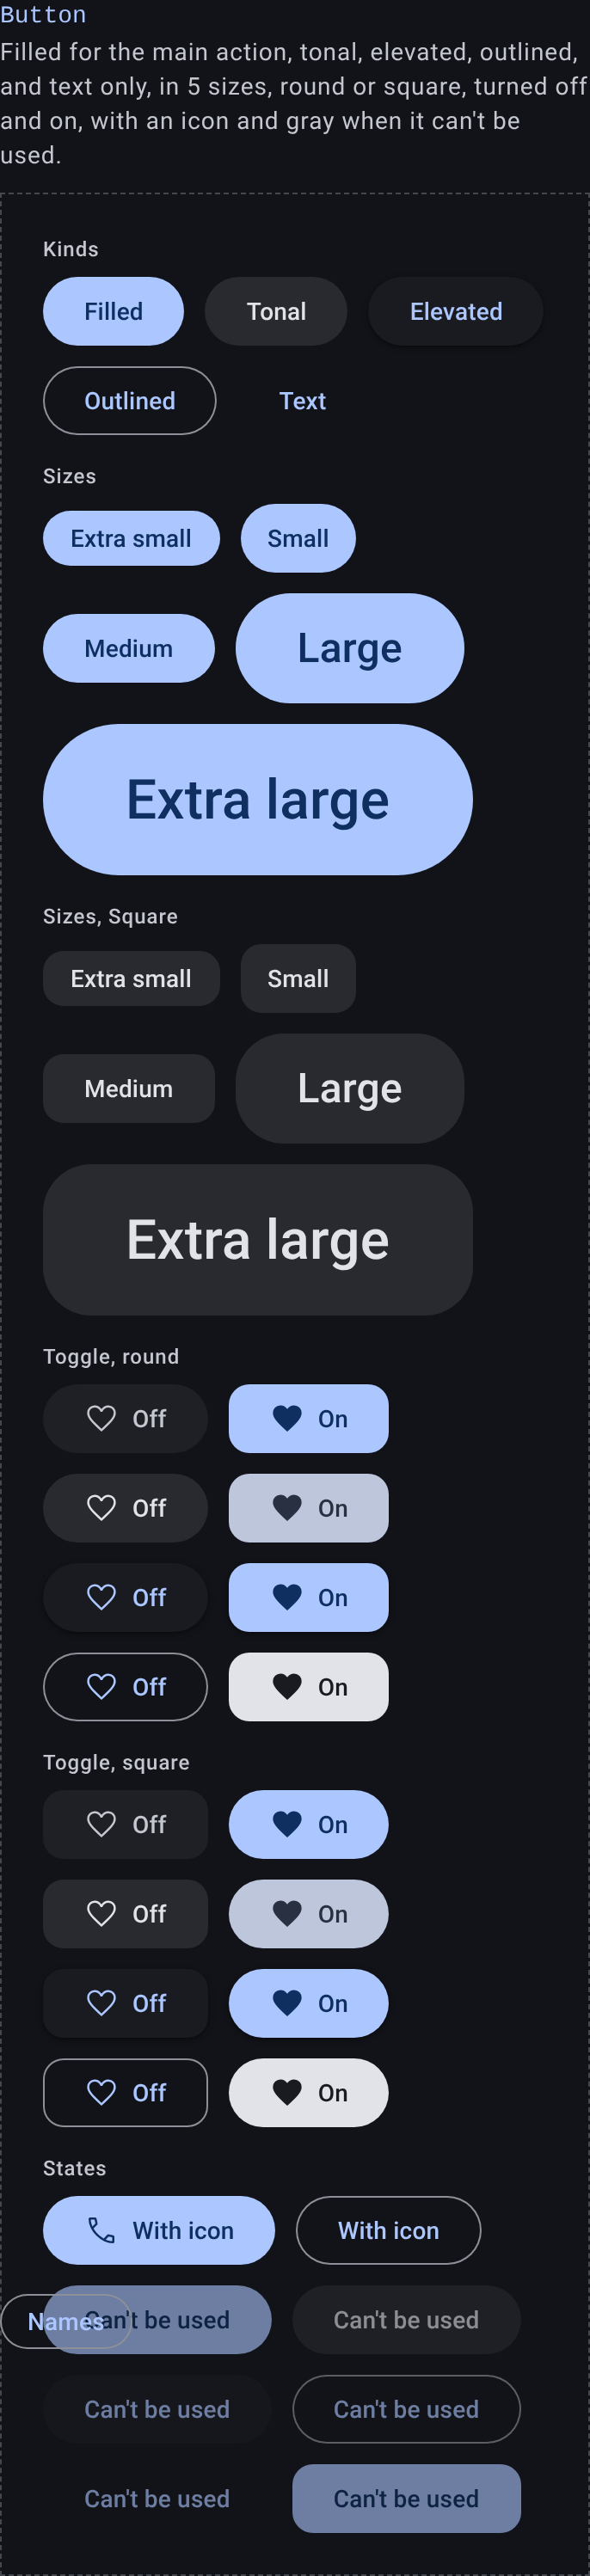 Button
Filled for the main action, tonal, elevated, outlined,
and text only, in 5 sizes, round or square, turned off
and on, with an icon and gray when it can't be
used.
Kinds
Filled Tonal Elevated
Outlined Text
Sizes
Extra small Small
Medium Large
Extra large
Sizes, Square
Extra small Small
Medium Large
Extra large
Toggle, round
Off On
Off On
Off On
Off On
Toggle, square
Off On
Off On
Off On
Off On
States
With icon With icon
Names Can't be used Can't be used
Can't be used Can't be used
Can't be used Can't be used